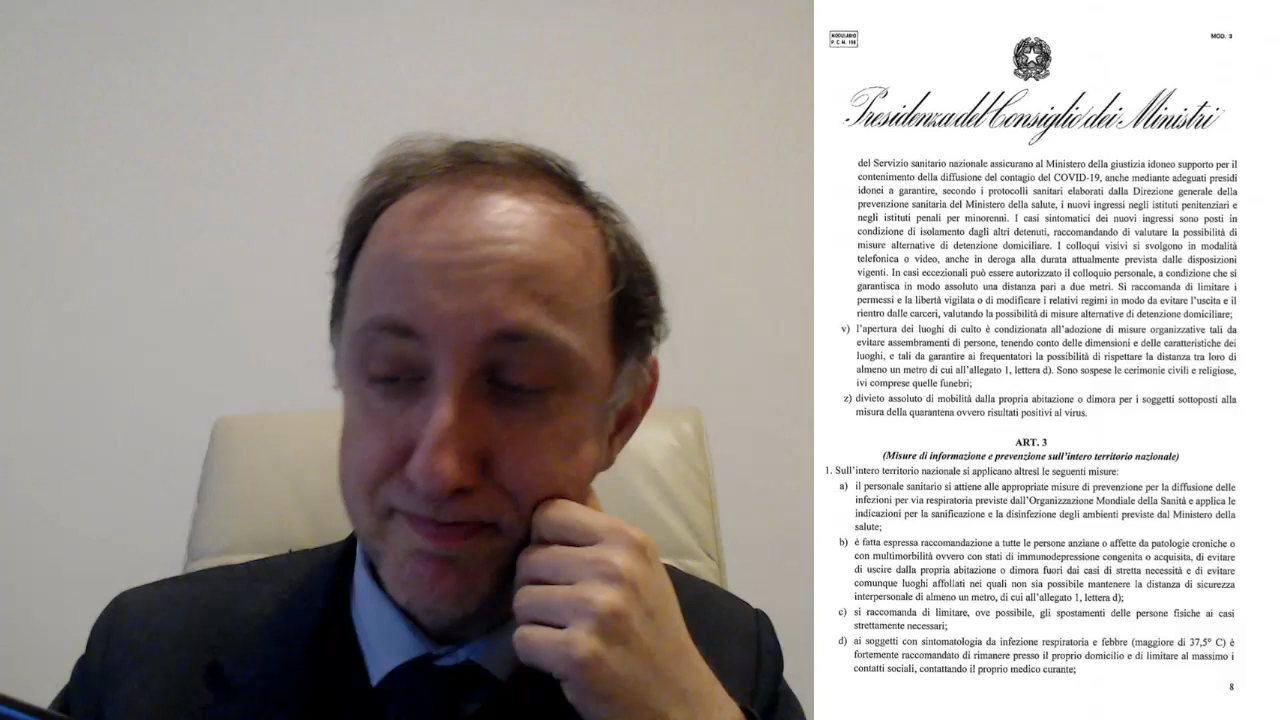 MODULARIO
P. C. M. 198
MOD. 3
Presidenza del Consiglio dei Ministri
del Servizio sanitario nazionale assicurano al Ministero della giustizia idoneo supporto per il
contenimento della diffusione del contagio del COVID-19, anche mediante adeguati presidi
idonei a garantire, secondo i protocolli sanitari elaborati dalla Direzione generale della
prevenzione sanitaria del Ministero della salute, i nuovi ingressi negli istituti penitenziari e
negli istituti penali per minorenni. I casi sintomatici dei nuovi ingressi sono posti in
condizione di isolamento dagli altri detenuti, raccomandando di valutare la possibilità di
misure alternative di detenzione domiciliare. I colloqui visivi si svolgono in modalità
telefonica o video, anche in deroga alla durata attualmente prevista dalle disposizioni
vigenti. In casi eccezionali può essere autorizzato il colloquio personale, a condizione che si
garantisca in modo assoluto una distanza pari a due metri. Si raccomanda di limitare i
permessi e la libertà vigilata o di modificare i relativi regimi in modo da evitare l'uscita e il
rientro dalle carceri, valutando la possibilità di misure alternative di detenzione domiciliare;
v) l'apertura dei luoghi di culto è condizionata all'adozione di misure organizzative tali da
evitare assembramenti di persone, tenendo conto delle dimensioni e delle caratteristiche dei
luoghi, e tali da garantire ai frequentatori la possibilità di rispettare la distanza tra loro di
almeno un metro di cui all'allegato 1, lettera d). Sono sospese le cerimonie civili e religiose,
ivi comprese quelle funebri;
z) divieto assoluto di mobilità dalla propria abitazione o dimora per i soggetti sottoposti alla
misura della quarantena ovvero risultati positivi al virus.
ART. 3
(Misure di informazione e prevenzione sull'intero territorio nazionale)
1. Sull'intero territorio nazionale si applicano altresì le seguenti misure:
a) il personale sanitario si attiene alle appropriate misure di prevenzione per la diffusione delle
infezioni per via respiratoria previste dall'Organizzazione Mondiale della Sanità e applica le
indicazioni per la sanificazione e la disinfezione degli ambienti previste dal Ministero della
salute;
b) è fatta espressa raccomandazione a tutte le persone anziane o affette da patologie croniche o
con multimorbilità ovvero con stati di immunodepressione congenita o acquisita, di evitare
di uscire dalla propria abitazione o dimora fuori dai casi di stretta necessità e di evitare
comunque luoghi affollati nei quali non sia possibile mantenere la distanza di sicurezza
interpersonale di almeno un metro, di cui all'allegato 1, lettera d);
c) si raccomanda di limitare, ove possibile, gli spostamenti delle persone fisiche ai casi
strettamente necessari;
d) ai soggetti con sintomatologia da infezione respiratoria e febbre (maggiore di 37,5° C) è
fortemente raccomandato di rimanere presso il proprio domicilio e di limitare al massimo i
contatti sociali, contattando il proprio medico curante;
8